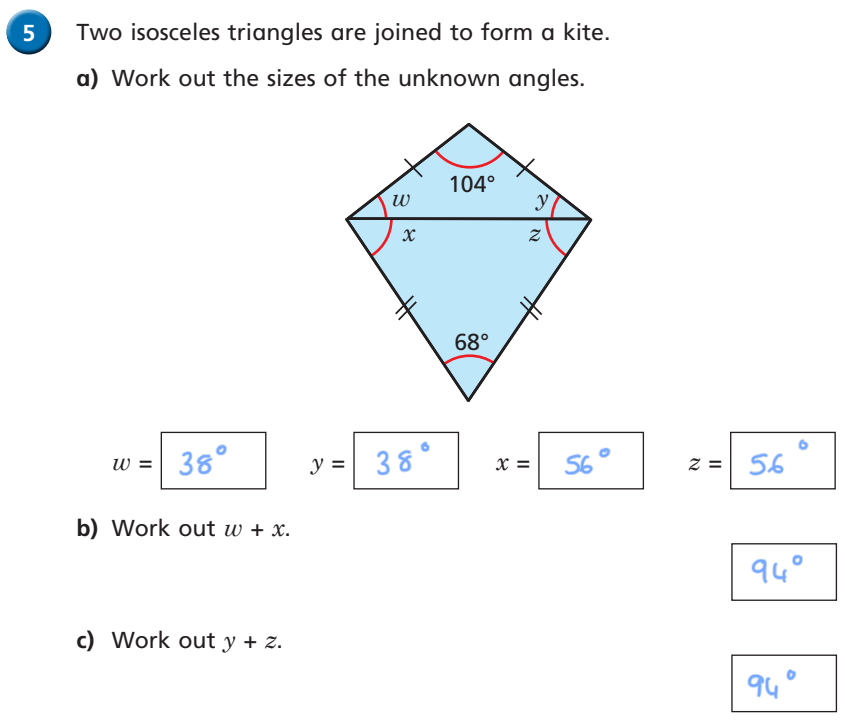 5 Two isosceles triangles are joined to form a kite.
a) Work out the sizes of the unknown angles.
104°
w y
x z
68°
w = 38° y = 38° x = 56° z = 56°
b) Work out w + x.
94°
c) Work out y + z.
94°